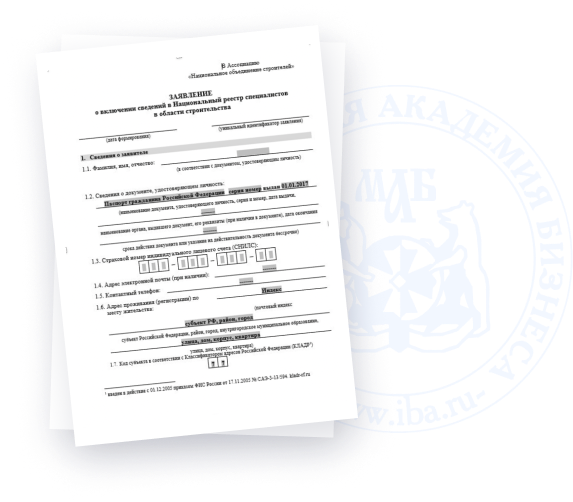 В Ассоциацию
«Национальное объединение строителей»
ЗАЯВЛЕНИЕ
о включении сведений в Национальный реестр специалистов
в области строительства
(дата формирования)
(уникальный идентификатор заявления)
1. Сведения о заявителе
1.1. Фамилия, имя, отчество:
(в соответствии с документом, удостоверяющим личность)
1.2. Сведения о документе, удостоверяющем личность:
Паспорт гражданина Российской Федерации серия номер выдан 01.01.2017
(наименование документа, удостоверяющего личность, серия и номер, дата выдачи,
наименование органа, выдавшего документ, его реквизиты (при наличии в документе), дата окончания
срока действия документа или указание на действительность документа бессрочно)
1.3. Страховой номер индивидуального лицевого счета (СНИЛС):
1.4. Адрес электронной почты (при наличии):
1.5. Контактный телефон:
1.6. Адрес проживания (регистрации) по
месту жительства:
Индекс
(почтовый индекс
субъект РФ, район, город
субъект Российской Федерации, район, город, внутригородское муниципальное образование,
улица, дом, корпус, квартира
улица, дом, корпус, квартира)
1.7. Код субъекта в соответствии с Классификатором адресов Российской Федерации (КЛАДР¹)
? ?
¹ введен в действие с 01.12.2005 приказом ФНС России от 17.11.2005 № САЭ-3-13/594. kladr-rf.ru
АЯ АКАДЕМИЯ БИЗНЕСА
МАБ
www.iba.ru